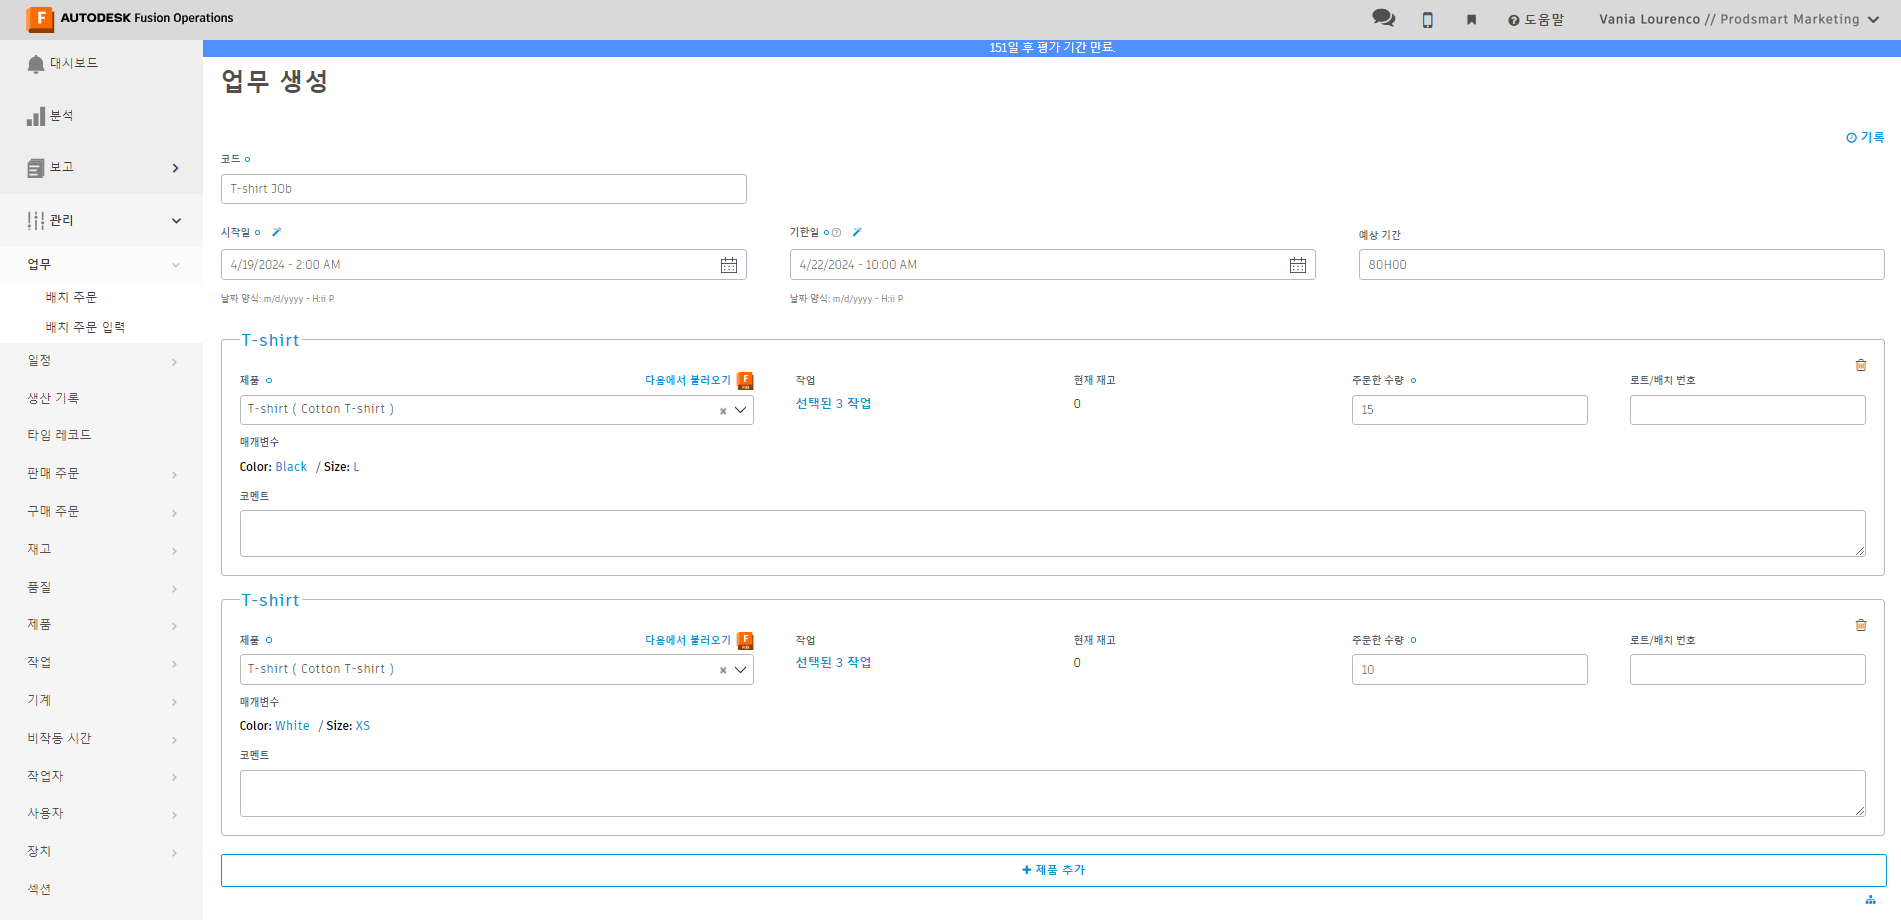 AUTODESK Fusion Operations
도움말
Vania Lourenco // Prodsmart Marketing
대시보드
분석
보고
관리
업무
배치 주문
배치 주문 입력
일정
생산 기록
타임 레코드
판매 주문
구매 주문
재고
품질
제품
작업
기계
비작동 시간
작업자
사용자
장치
섹션
151일 후 평가 기간 만료.
업무 생성
기록
코드
T-shirt JOb
시작일
기한일
예상 기간
4/19/2024 - 2:00 AM
4/22/2024 - 10:00 AM
80H00
날짜 양식: m/d/yyyy - H:ii P
날짜 양식: m/d/yyyy - H:ii P
T-shirt
제품
다음에서 불러오기
작업
현재 재고
주문한 수량
로트/배치 번호
T-shirt ( Cotton T-shirt )
선택된 3 작업
0
15
매개변수
Color: Black / Size: L
코멘트
T-shirt
제품
다음에서 불러오기
작업
현재 재고
주문한 수량
로트/배치 번호
T-shirt ( Cotton T-shirt )
선택된 3 작업
0
10
매개변수
Color: White / Size: XS
코멘트
+ 제품 추가